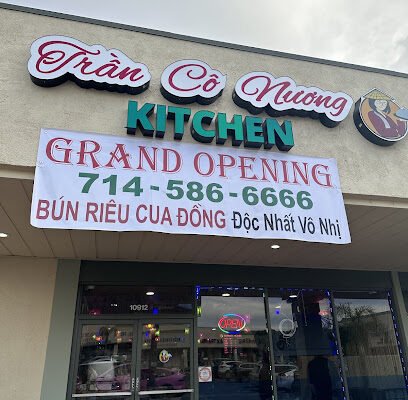 Trần Cô Nương
KITCHEN
GRAND OPENING
714-586-6666
BÚN RIÊU CUA ĐỒNG Độc Nhất Vô Nhị
10912
OPEN